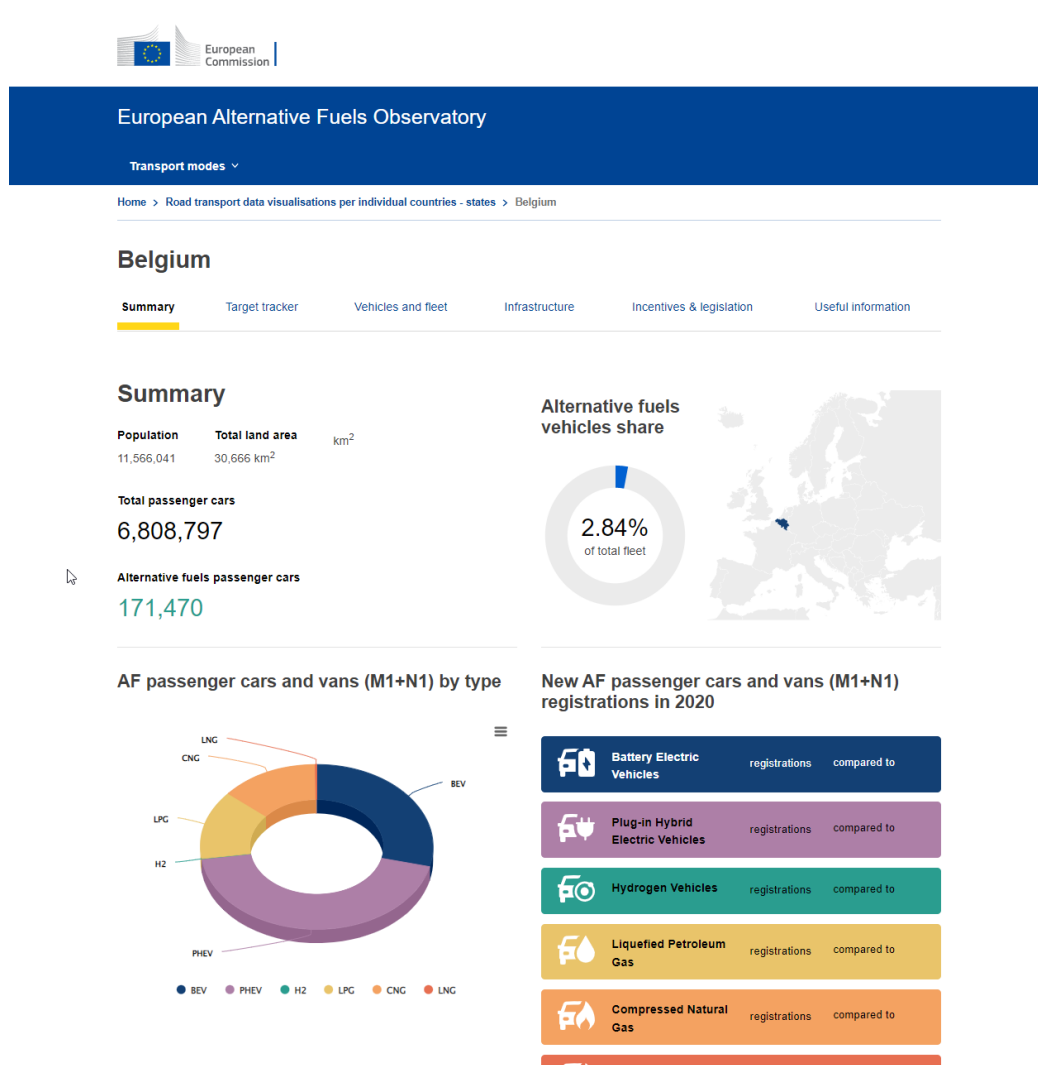 European
Commission
European Alternative Fuels Observatory
Transport modes
Home > Road transport data visualisations per individual countries - states > Belgium
Belgium
Summary Target tracker Vehicles and fleet Infrastructure Incentives & legislation Useful information
Summary
Population Total land area km²
11,566,041 30,666 km²
Total passenger cars
6,808,797
Alternative fuels passenger cars
171,470
Alternative fuels
vehicles share
2.84%
of total fleet
AF passenger cars and vans (M1+N1) by type
LNG
CNG
BEV
LPG
H2
PHEV
BEV PHEV H2 LPG CNG LNG
New AF passenger cars and vans (M1+N1)
registrations in 2020
Battery Electric
Vehicles
registrations compared to
Plug-in Hybrid
Electric Vehicles
registrations compared to
Hydrogen Vehicles registrations compared to
Liquefied Petroleum
Gas
registrations compared to
Compressed Natural
Gas
registrations compared to